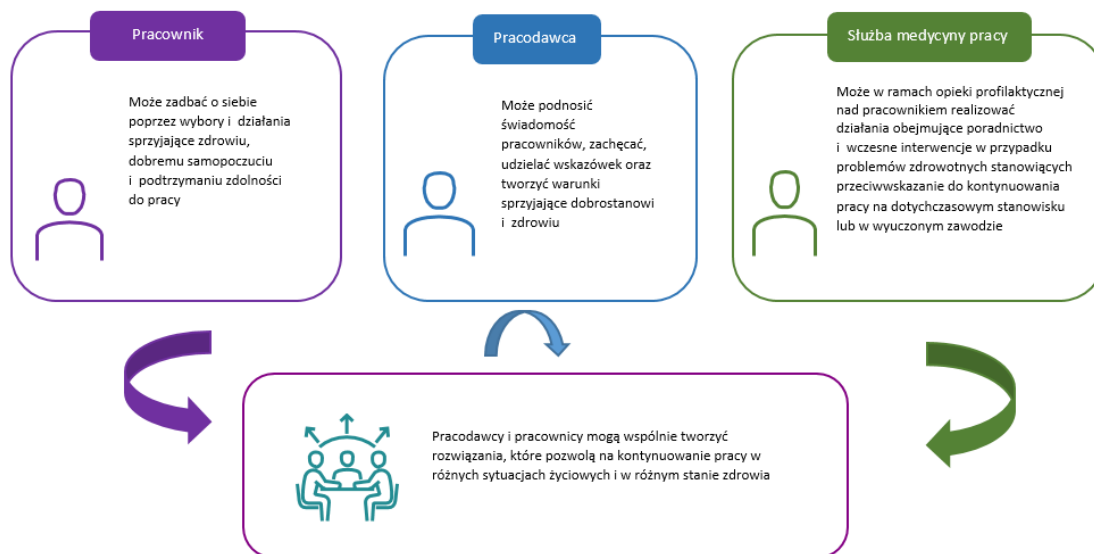 Pracownik
Może zadbać o siebie
poprzez wybory i działania
sprzyjające zdrowiu,
dobremu samopoczuciu
i podtrzymaniu zdolności
do pracy
Pracodawca
Może podnosić
świadomość
pracowników, zachęcać,
udzielać wskazówek oraz
tworzyć warunki
sprzyjające dobrostanowi
i zdrowiu
Służba medycyny pracy
Może w ramach opieki profilaktycznej
nad pracownikiem realizować
działania obejmujące poradnictwo
i wczesne interwencje w przypadku
problemów zdrowotnych stanowiących
przeciwwskazanie do kontynuowania
pracy na dotychczasowym stanowisku
lub w wyuczonym zawodzie
Pracodawcy i pracownicy mogą wspólnie tworzyć
rozwiązania, które pozwolą na kontynuowanie pracy w
różnych sytuacjach życiowych i w różnym stanie zdrowia